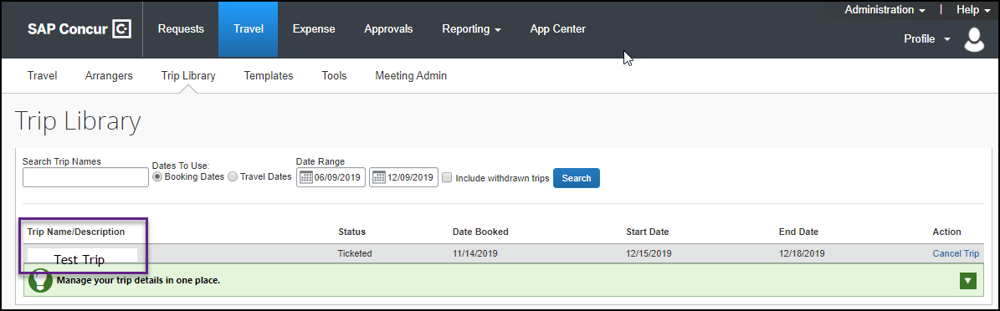 Administration | Help
SAP Concur C Requests Travel Expense Approvals Reporting App Center
Profile
Travel Arrangers Trip Library Templates Tools Meeting Admin
Trip Library
Search Trip Names Dates To Use: Date Range
Booking Dates Travel Dates 06/09/2019 12/09/2019 Include withdrawn trips Search
Trip Name/Description Status Date Booked Start Date End Date Action
Test Trip Ticketed 11/14/2019 12/15/2019 12/18/2019 Cancel Trip
Manage your trip details in one place.